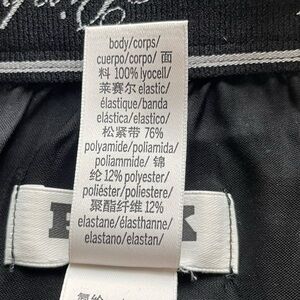 body/corps/
cuerpo/corpo/ 面
料 100% lyocell/
莱赛尔 elastic/
élastique/banda
elástica/elastico/
松紧带 76%
polyamide/poliamida/
poliammide/ 锦
纶 12% polyester/
poliéster/poliestere/
聚酯纤维 12%
elastane/élasthanne/
elastano/elastan/